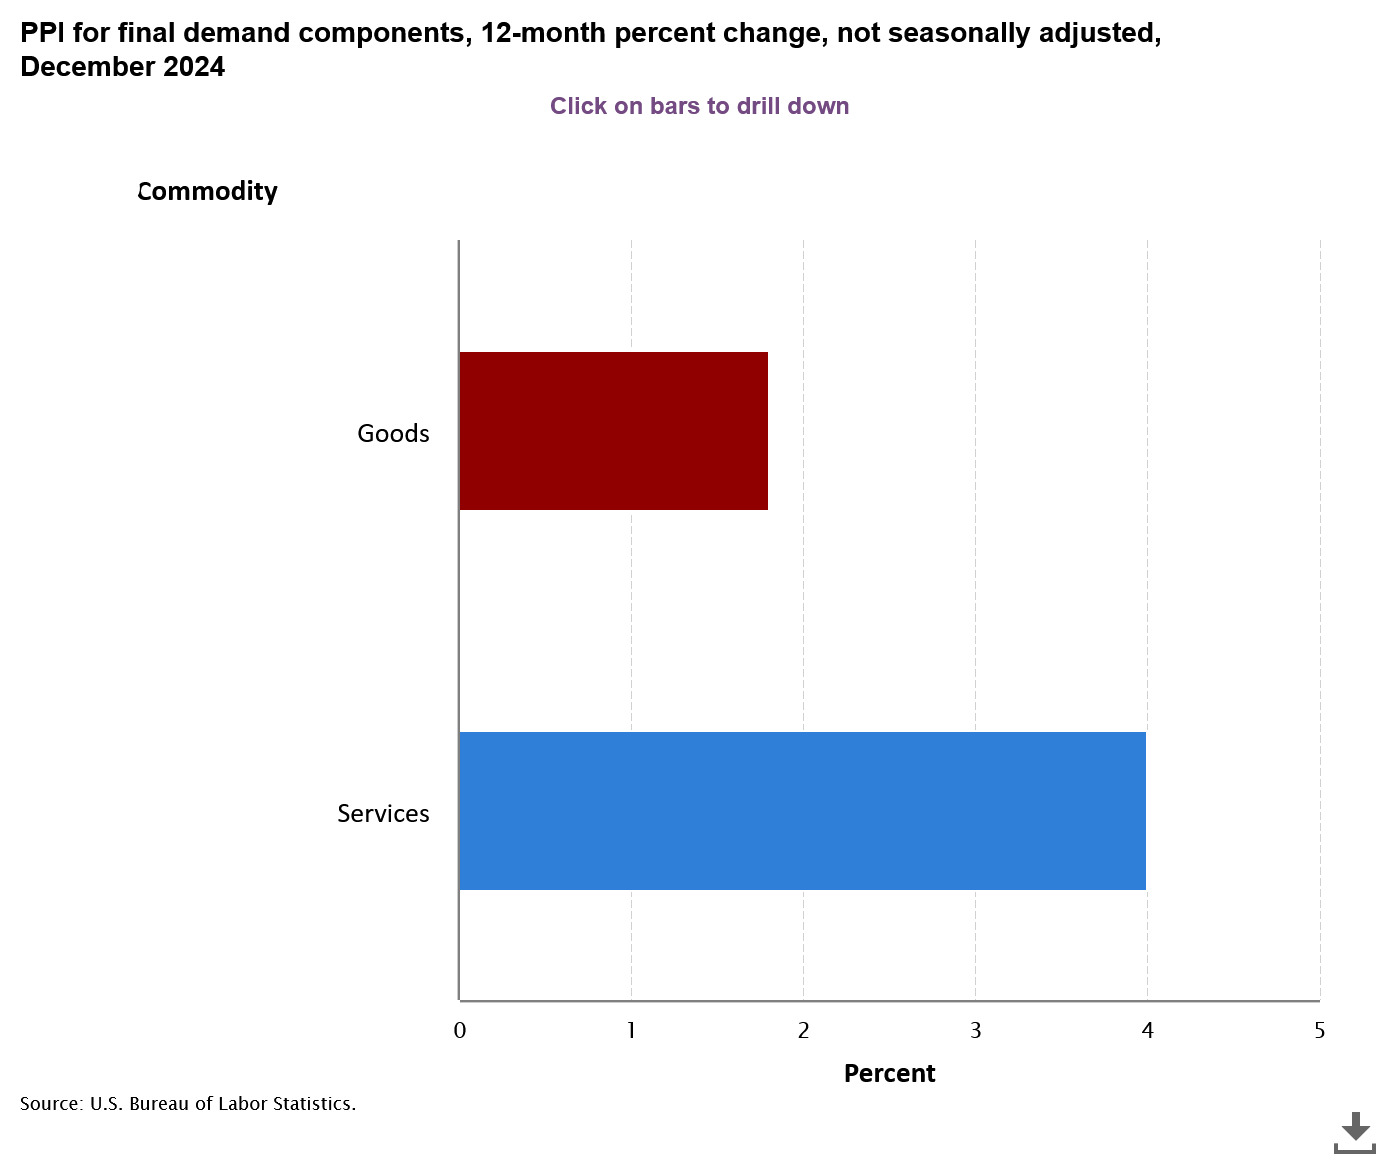 PPI for final demand components, 12-month percent change, not seasonally adjusted,
December 2024
Click on bars to drill down
Commodity
Goods
Services
0 1 2 3 4 5
Percent
Source: U.S. Bureau of Labor Statistics.